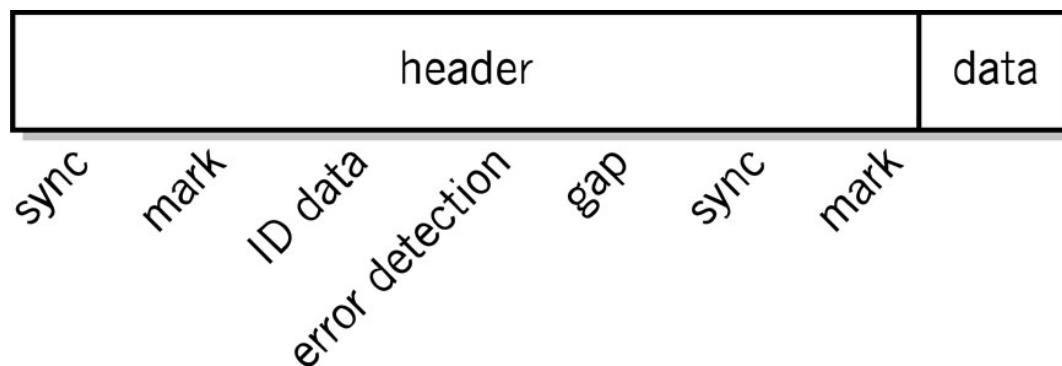 header data
sync mark ID data error detection gap sync mark